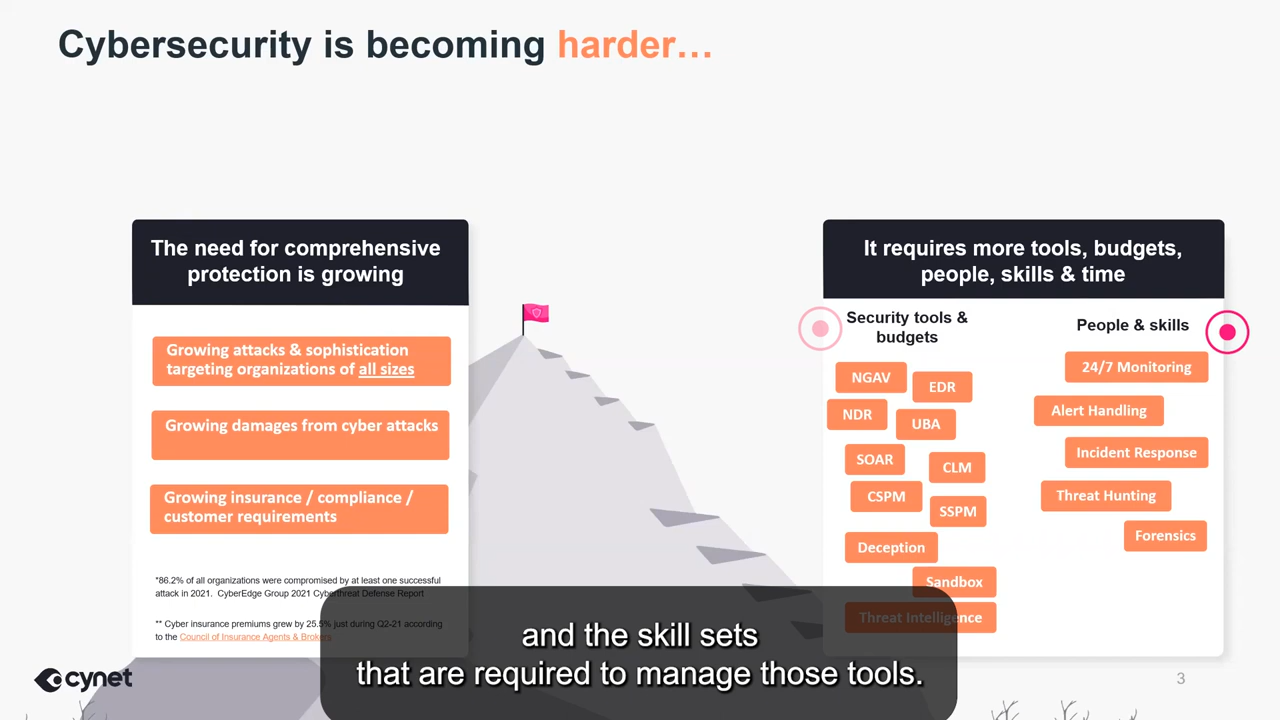 Cybersecurity is becoming harder…
The need for comprehensive
protection is growing
Growing attacks & sophistication
targeting organizations of all sizes
Growing damages from cyber attacks
Growing insurance / compliance /
customer requirements
*86.2% of all organizations were compromised by at least one successful
attack in 2021. CyberEdge Group 2021 Cyberthreat Defense Report
** Cyber insurance premiums grew by 25.5% just during Q2-21 according
to the Council of Insurance Agents & Brokers
It requires more tools, budgets,
people, skills & time
Security tools &
budgets
NGAV
EDR
NDR
UBA
SOAR
CLM
CSPM
SSPM
Deception
Sandbox
Threat Intelligence
People & skills
24/7 Monitoring
Alert Handling
Incident Response
Threat Hunting
Forensics
and the skill sets
that are required to manage those tools.
cynet
3